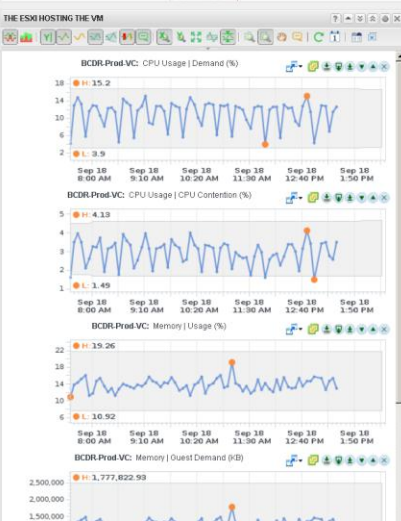 THE ESXI HOSTING THE VM
BCDR-Prod-VC: CPU Usage | Demand (%)
18
H: 15.2
14
10
6
2
L: 3.9
Sep 18 8:00 AM Sep 18 9:10 AM Sep 18 10:20 AM Sep 18 11:30 AM Sep 18 12:40 PM Sep 18 1:50 PM
BCDR-Prod-VC: CPU Usage | CPU Contention (%)
5
H: 4.13
4
3
2
1
L: 1.49
Sep 18 8:00 AM Sep 18 9:10 AM Sep 18 10:20 AM Sep 18 11:30 AM Sep 18 12:40 PM Sep 18 1:50 PM
BCDR-Prod-VC: Memory | Usage (%)
22
H: 19.26
18
14
10
6
L: 10.92
Sep 18 8:00 AM Sep 18 9:10 AM Sep 18 10:20 AM Sep 18 11:30 AM Sep 18 12:40 PM Sep 18 1:50 PM
BCDR-Prod-VC: Memory | Guest Demand (KB)
H: 1,777,822.93
2,500,000
2,000,000
1,500,000